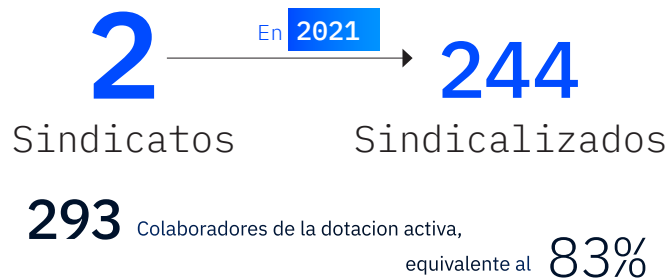 2 En 2021 244
Sindicatos Sindicalizados
293 Colaboradores de la dotacion activa,
equivalente al 83%